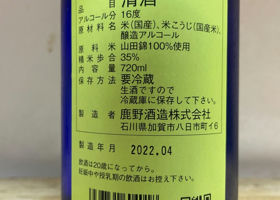 品目 清酒
アルコール分 16度
原材料名 米(国産)、米こうじ(国産米)、
醸造アルコール
原料米 山田錦100%使用
精米歩合 35%
内容量 720ml
保存方法 要冷蔵
生酒ですので
冷蔵庫に保存して下さい。
製造者 鹿野酒造株式会社
石川県加賀市八日市町イ6
製造年月 2022.04
飲酒は20歳になってから。
妊娠中や授乳期の飲酒はお控え下さい。